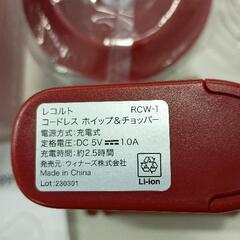 レコルト RCW-1
コードレス ホイップ&チョッパー
電源方式:充電式
定格電圧:DC 5V⎓1.0A
充電時間:約2.5時間
発売元:ウィナーズ株式会社
Made in China
Lot:230301
Li-ion